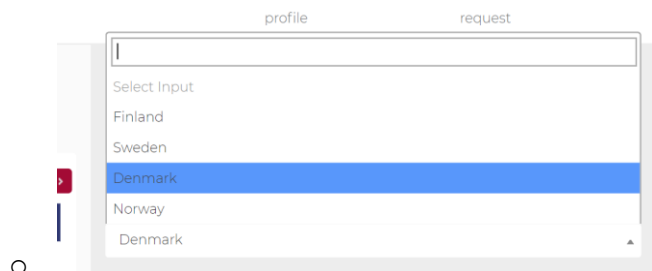 profile request
Select Input
Finland
Sweden
Denmark
Norway
Denmark